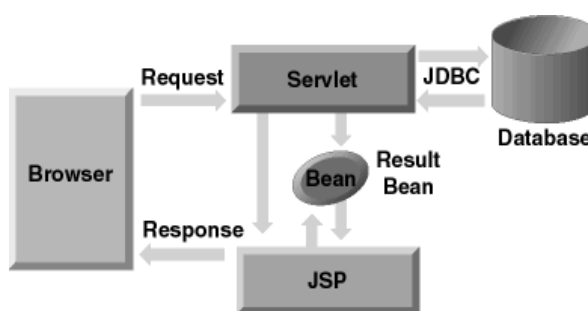 Request
Servlet
JDBC
Database
Browser
Bean
Result
Bean
Response
JSP